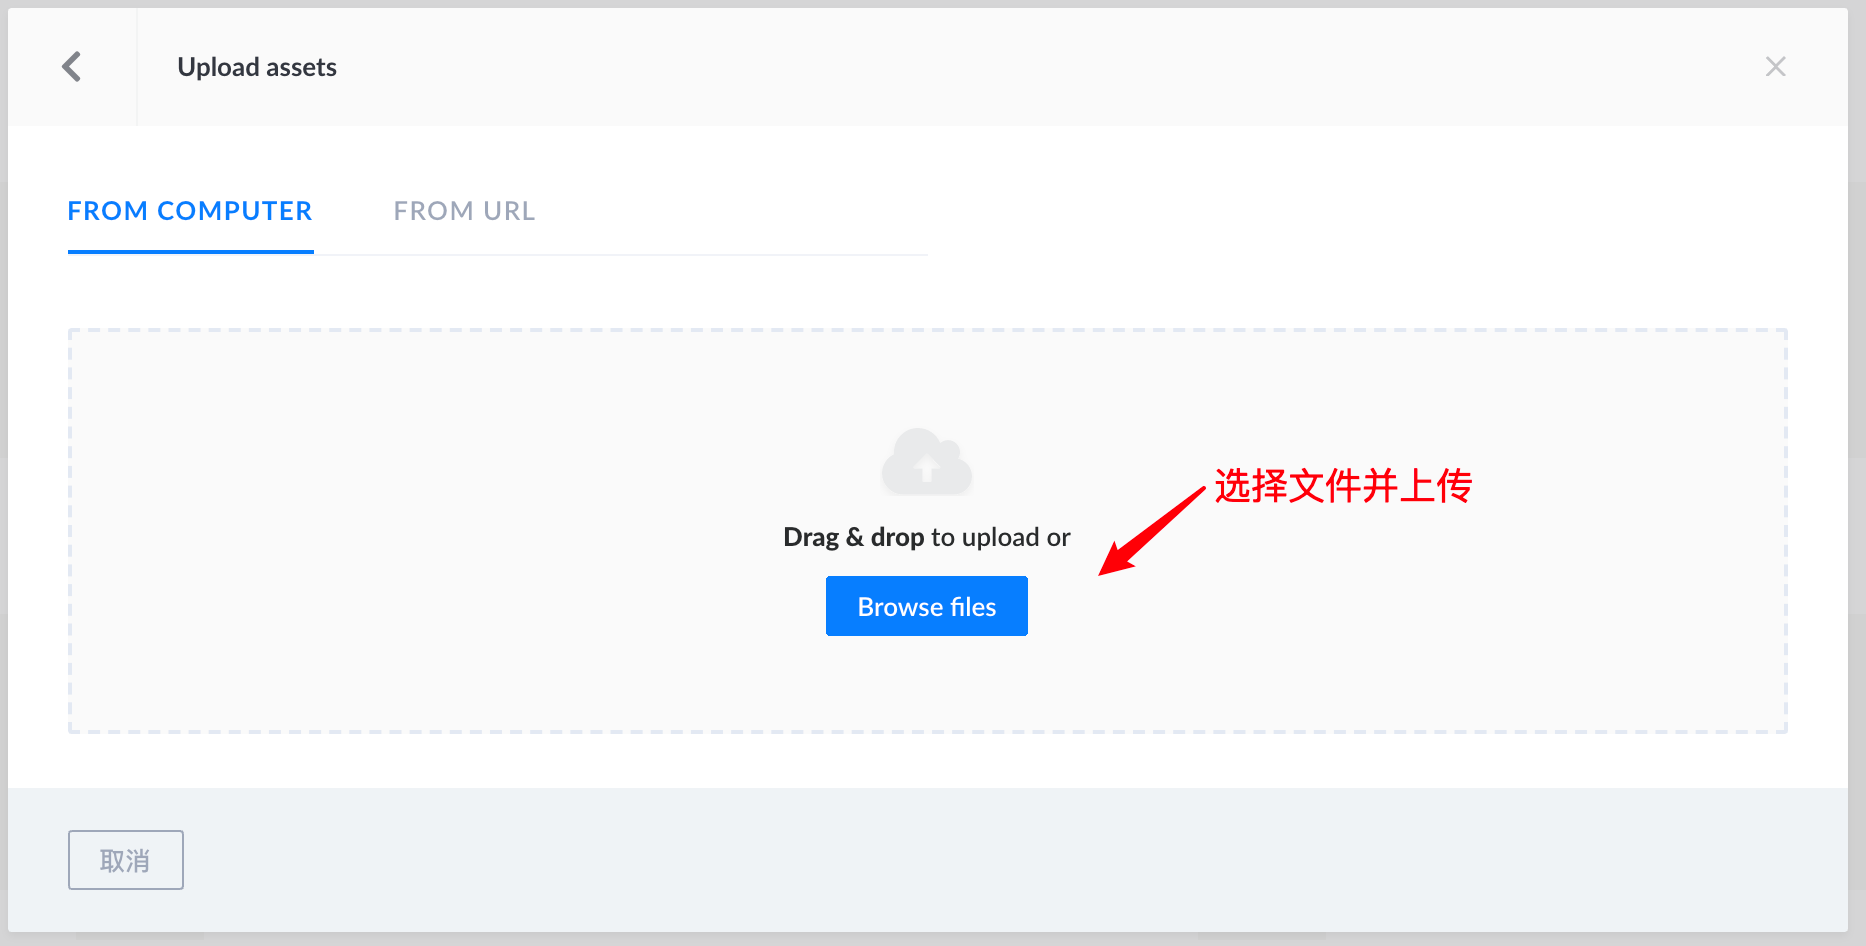 Upload assets
FROM COMPUTER
FROM URL
选择文件并上传
Drag & drop to upload or
Browse files
取消